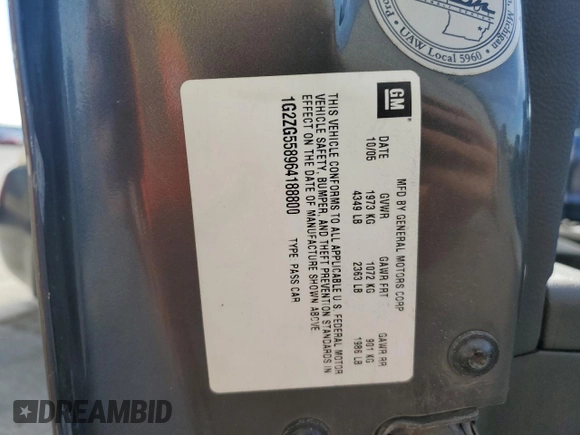 GM
MFD BY GENERAL MOTORS CORP
DATE GVWR GAWR FRT GAWR RR
10/05 1973 KG 1072 KG 901 KG
4349 LB 2363 LB 1986 LB
THIS VEHICLE CONFORMS TO ALL APPLICABLE U.S. FEDERAL MOTOR
VEHICLE SAFETY, BUMPER, AND THEFT PREVENTION STANDARDS IN
EFFECT ON THE DATE OF MANUFACTURE SHOWN ABOVE
1G2ZG558964188800 TYPE PASS CAR
Michigan
UAW Local 5960
DREAMBID